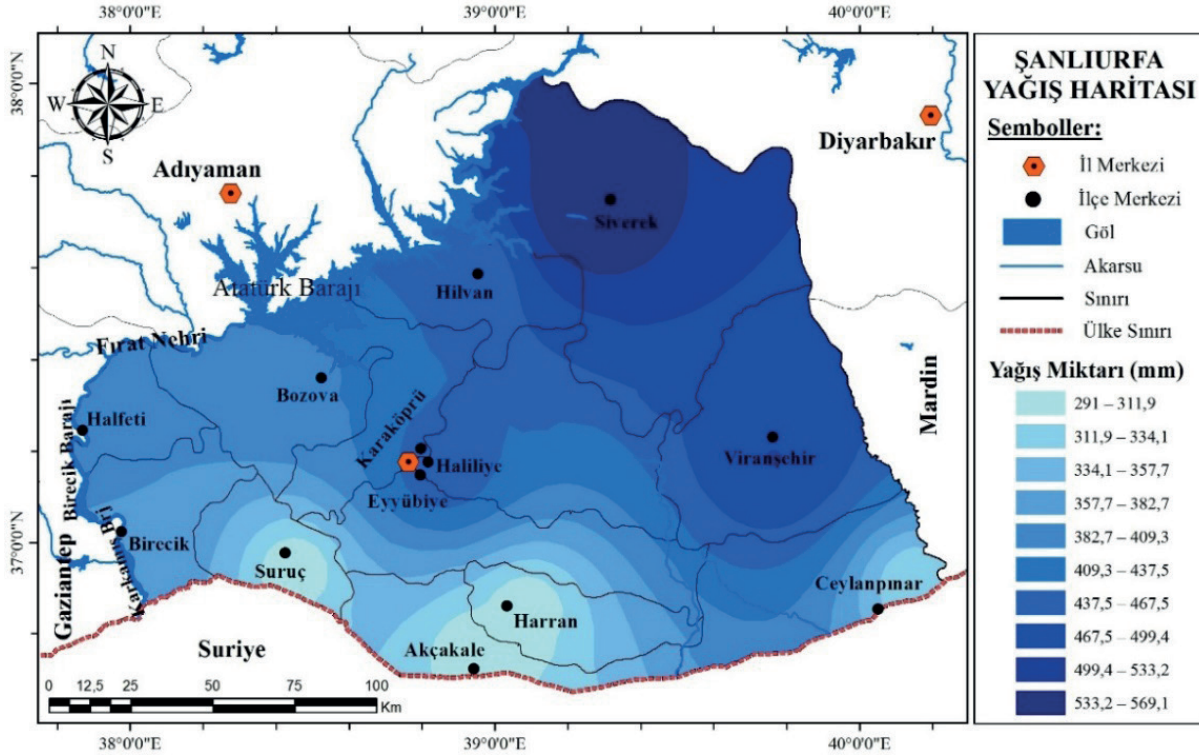 38°0'0"E
39°0'0"E
40°0'0"E
38°0'0"N
37°0'0"N
N
W
E
S
Adıyaman
Diyarbakır
Siverek
Atatürk Barajı
Hilvan
Fırat Nehri
Bozova
Mardin
Halfeti
Karaköprü
Viranşehir
Haliliye
Eyyübiye
Birecik Barajı
Gaziantep
Birecik
Karkamış Brj
Suruç
Ceylanpınar
Harran
Akçakale
Suriye
0 12,5 25 50 75 100
Km
38°0'0"E
39°0'0"E
40°0'0"E
ŞANLIURFA
YAĞIŞ HARİTASI
Semboller:
İl Merkezi
İlçe Merkezi
Göl
Akarsu
Sınırı
Ülke Sınırı
Yağış Miktarı (mm)
291 – 311,9
311,9 – 334,1
334,1 – 357,7
357,7 – 382,7
382,7 – 409,3
409,3 – 437,5
437,5 – 467,5
467,5 – 499,4
499,4 – 533,2
533,2 – 569,1